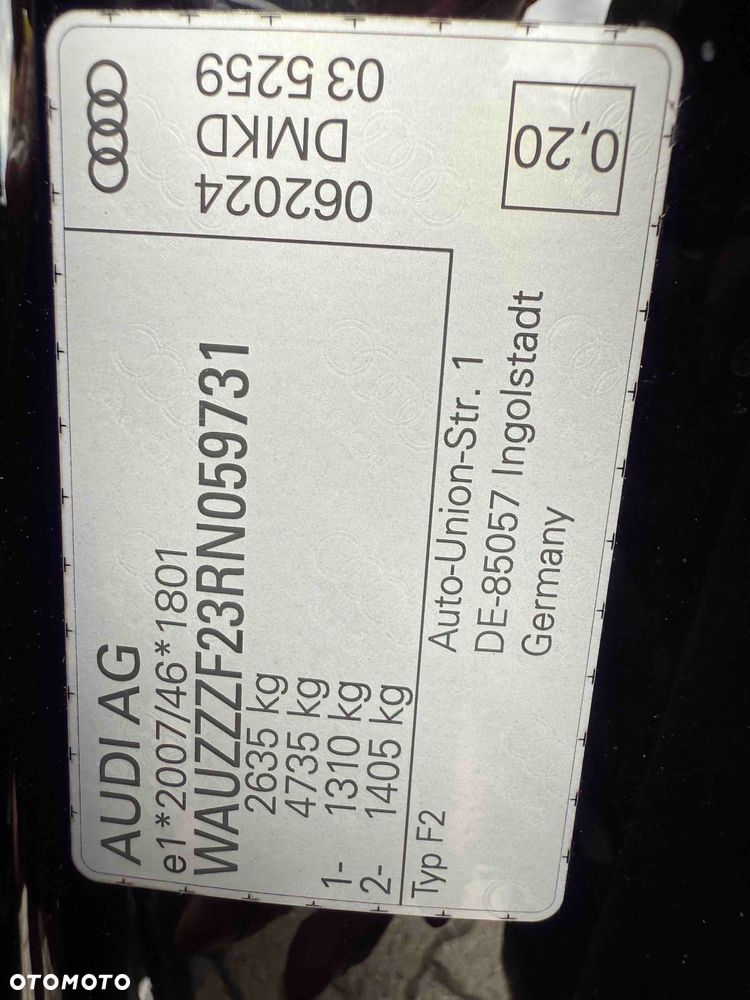 AUDI AG
e1*2007/46*1801
WAUZZZF23RN059731
2635 kg
4735 kg
1- 1310 kg
2- 1405 kg
Typ F2
Auto-Union-Str. 1
DE-85057 Ingolstadt
Germany
062024
DMKD
03 5259
0,20
OTOMOTO